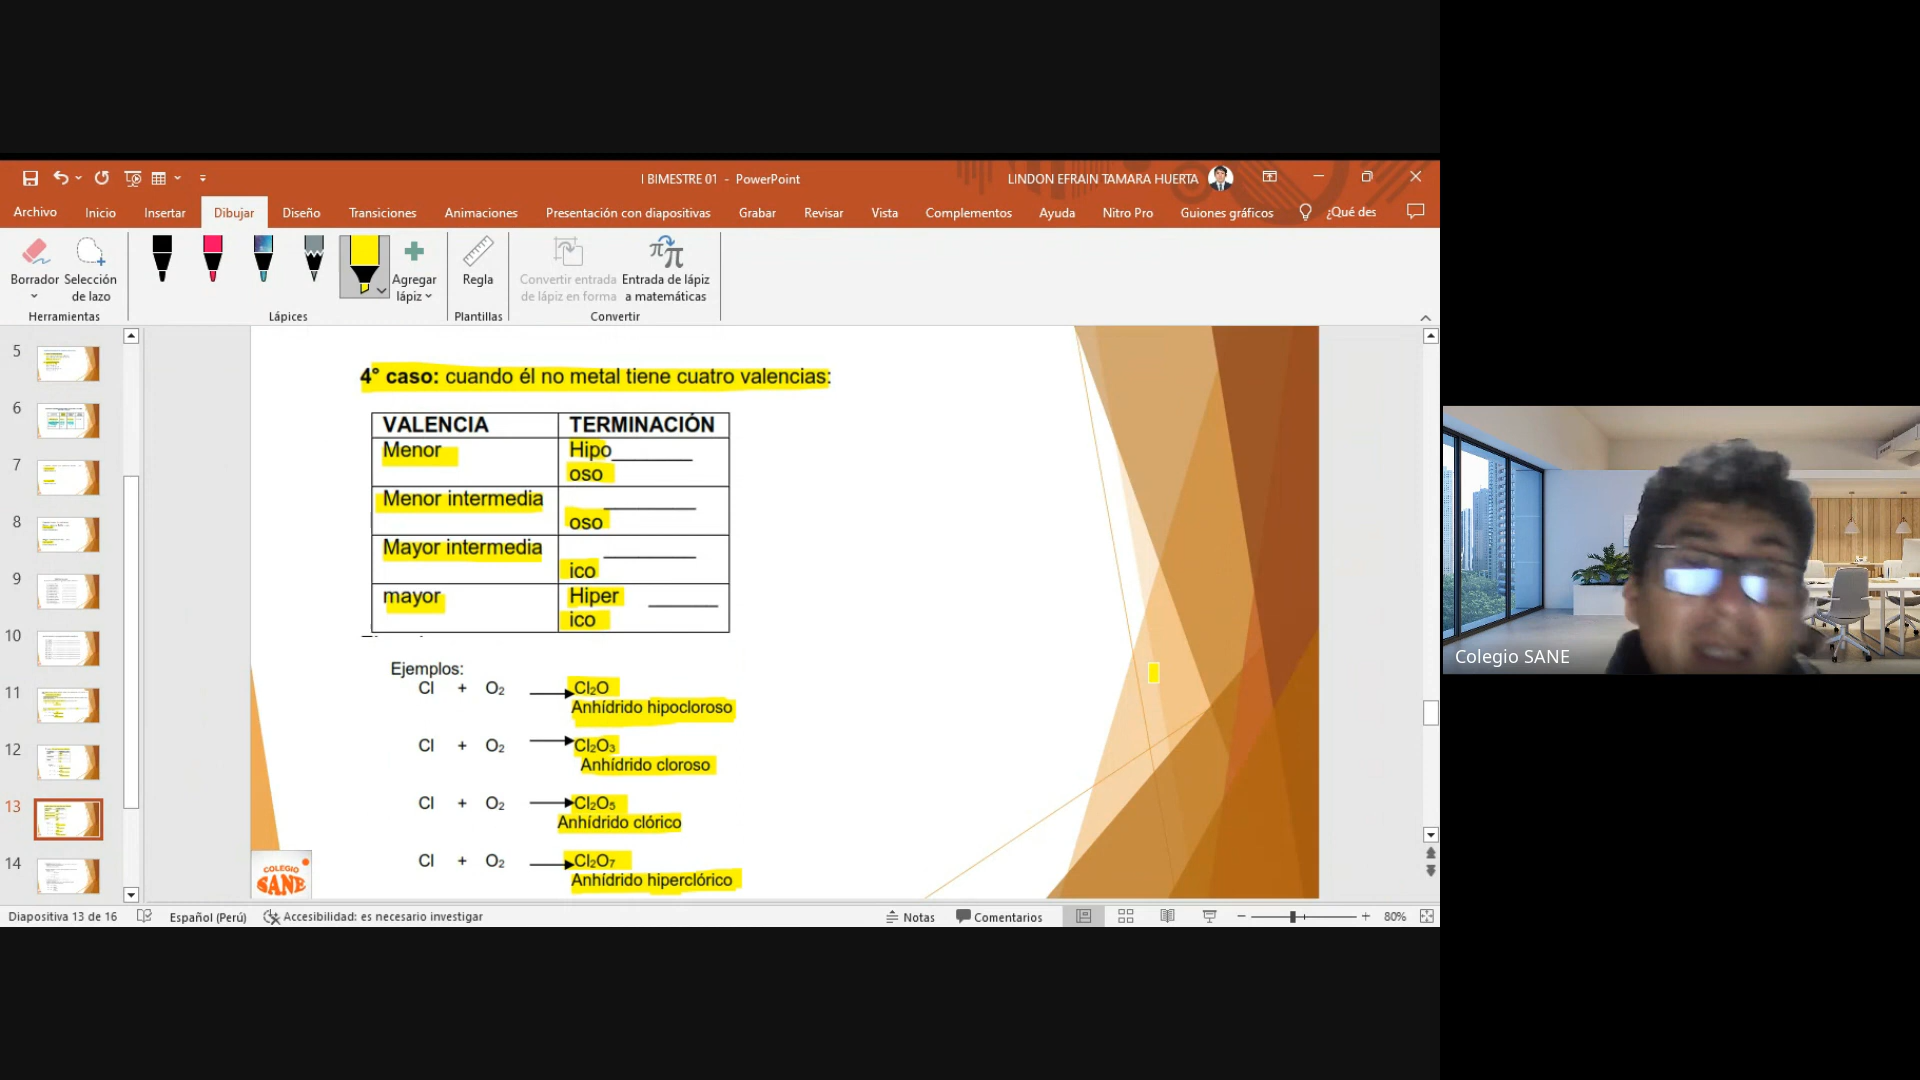 I BIMESTRE 01 - PowerPoint
LINDON EFRAIN TAMARA HUERTA
Archivo Inicio Insertar Dibujar Diseño Transiciones Animaciones Presentación con diapositivas Grabar Revisar Vista Complementos Ayuda Nitro Pro Guiones gráficos ¿Qué des
Borrador
Selección de lazo
Agregar lápiz
Regla
Convertir entrada de lápiz en forma
Entrada de lápiz a matemáticas
Herramientas Lápices Plantillas Convertir
5
6
7
8
9
10
11
12
13
14
4° caso: cuando él no metal tiene cuatro valencias:
VALENCIA TERMINACIÓN
Menor Hipo________
oso
Menor intermedia ________
oso
Mayor intermedia ________
ico
mayor Hiper ______
ico
Ejemplos:
Cl + O₂ → Cl₂O
Anhídrido hipocloroso
Cl + O₂ → Cl₂O₃
Anhídrido cloroso
Cl + O₂ → Cl₂O₅
Anhídrido clórico
Cl + O₂ → Cl₂O₇
Anhídrido hiperclórico
COLEGIO
SANE
Colegio SANE
Diapositiva 13 de 16 Español (Perú) Accesibilidad: es necesario investigar Notas Comentarios 80%